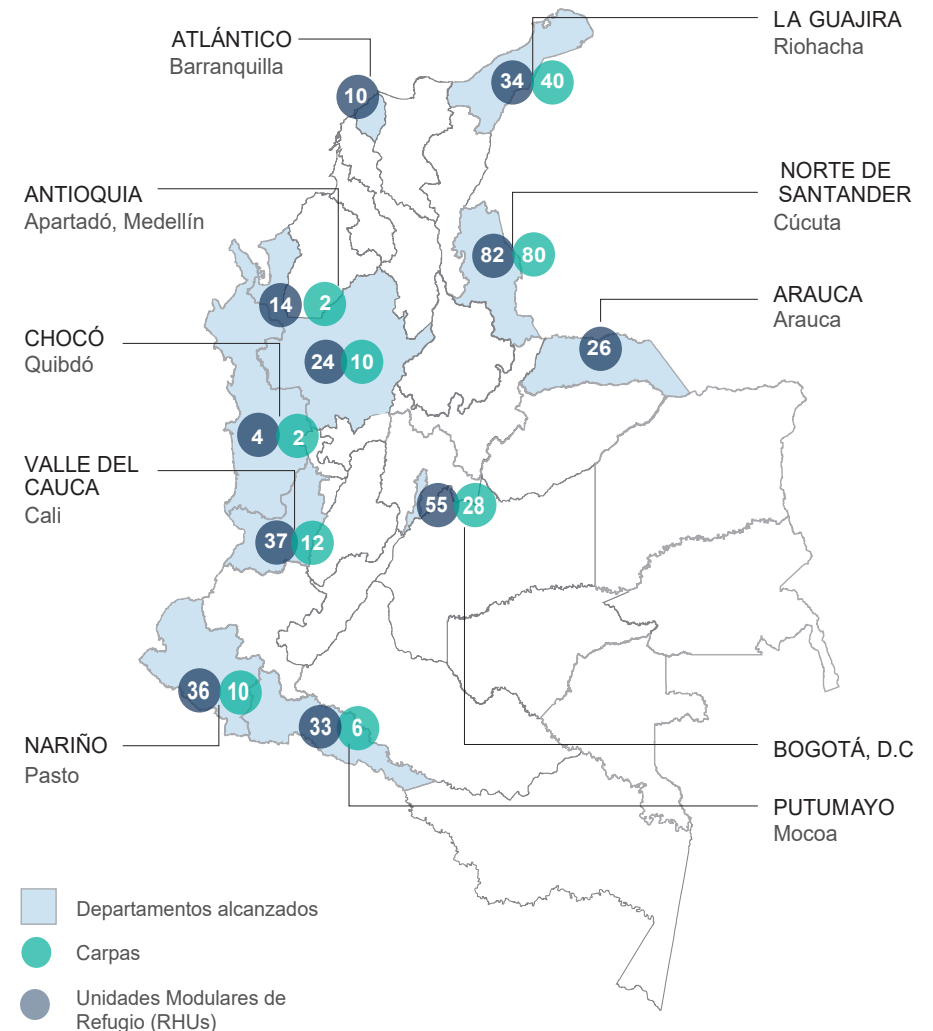 LA GUAJIRA
Riohacha
34 40
ATLÁNTICO
Barranquilla
10
NORTE DE
SANTANDER
Cúcuta
82 80
ANTIOQUIA
Apartadó, Medellín
14 2
24 10
ARAUCA
Arauca
26
CHOCÓ
Quibdó
4 2
VALLE DEL
CAUCA
Cali
37 12
55 28
BOGOTÁ, D.C
36 10
NARIÑO
Pasto
33 6
PUTUMAYO
Mocoa
Departamentos alcanzados
Carpas
Unidades Modulares de
Refugio (RHUs)